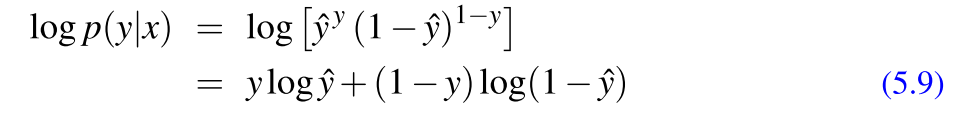 log p(y|x) = log [ŷ^y (1 − ŷ)^{1−y}]
= y log ŷ + (1 − y) log(1 − ŷ) (5.9)